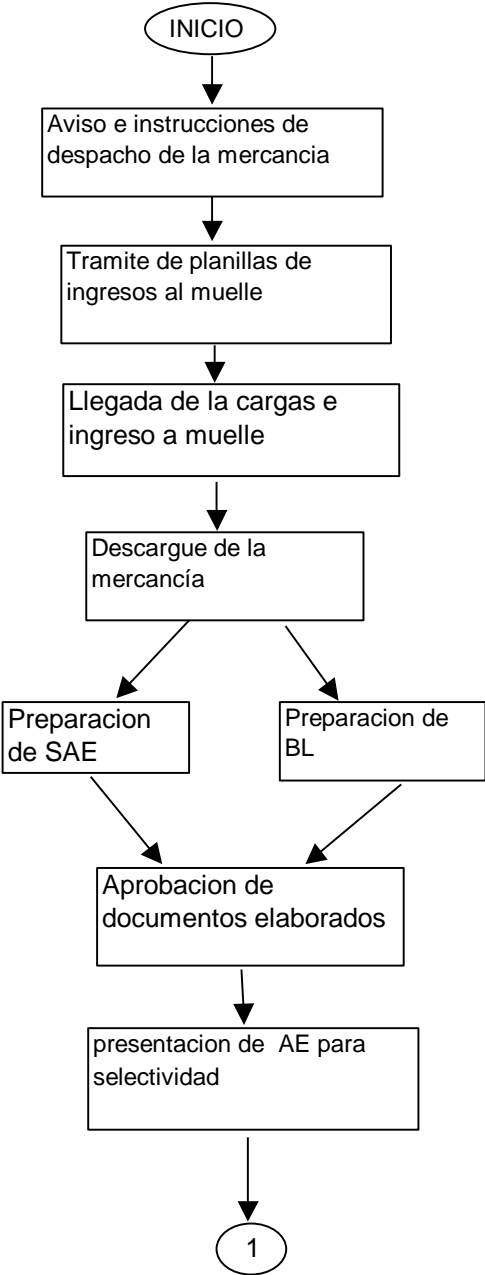 INICIO
Aviso e instrucciones de
despacho de la mercancia
Tramite de planillas de
ingresos al muelle
Llegada de la cargas e
ingreso a muelle
Descargue de la
mercancía
Preparacion
de SAE
Preparacion de
BL
Aprobacion de
documentos elaborados
presentacion de  AE para
selectividad
1